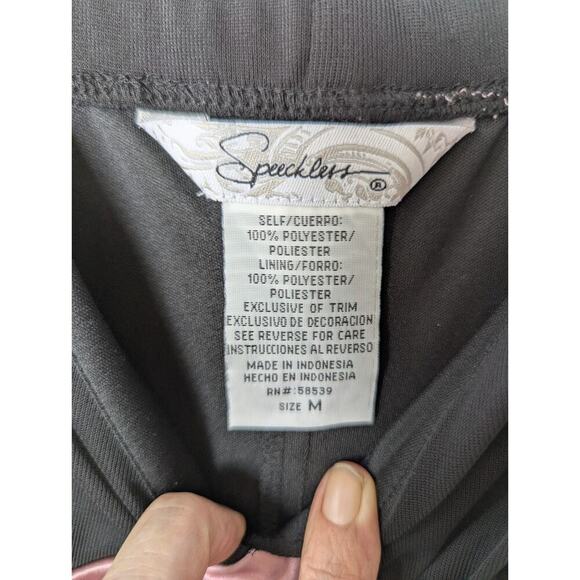 Speechless ®
SELF/CUERPO:
100% POLYESTER/
POLIESTER
LINING/FORRO:
100% POLYESTER/
POLIESTER
EXCLUSIVE OF TRIM
EXCLUSIVO DE DECORACION
SEE REVERSE FOR CARE
INSTRUCCIONES AL REVERSO
MADE IN INDONESIA
HECHO EN INDONESIA
RN#:58539
SIZE M